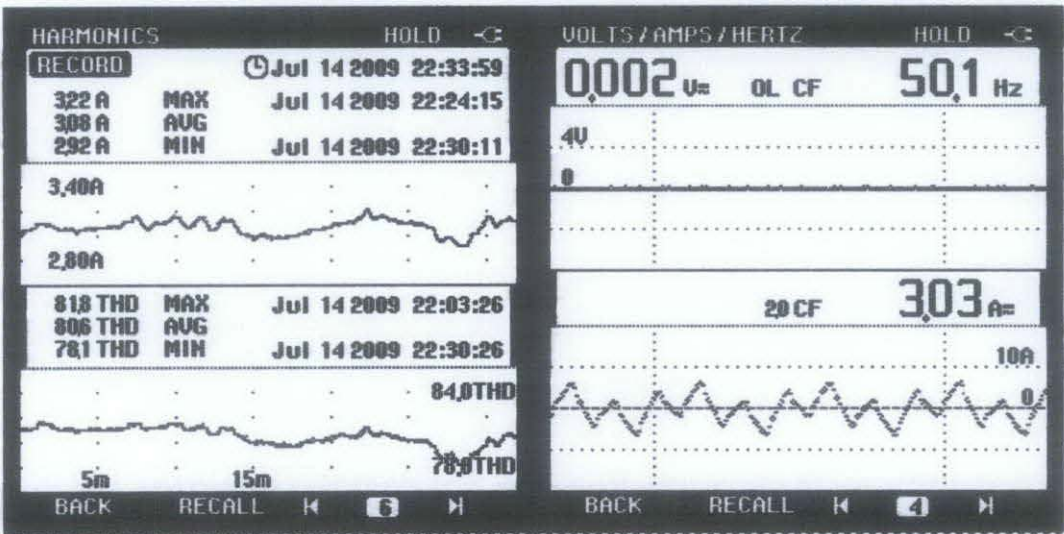 HARMONICS HOLD
RECORD Jul 14 2009 22:33:59
3,22 A MAX Jul 14 2009 22:24:15
3,08 A AVG
2,92 A MIN Jul 14 2009 22:30:11
3,40A
2,80A
81,8 THD MAX Jul 14 2009 22:03:26
80,6 THD AVG
78,1 THD MIN Jul 14 2009 22:30:26
84,0THD
78,0THD
5m 15m
BACK RECALL 6
VOLTS/AMPS/HERTZ HOLD
0,002 V≂ OL CF 50,1 Hz
4V
0
2,0 CF 3,03 A≂
10A
0
BACK RECALL 4